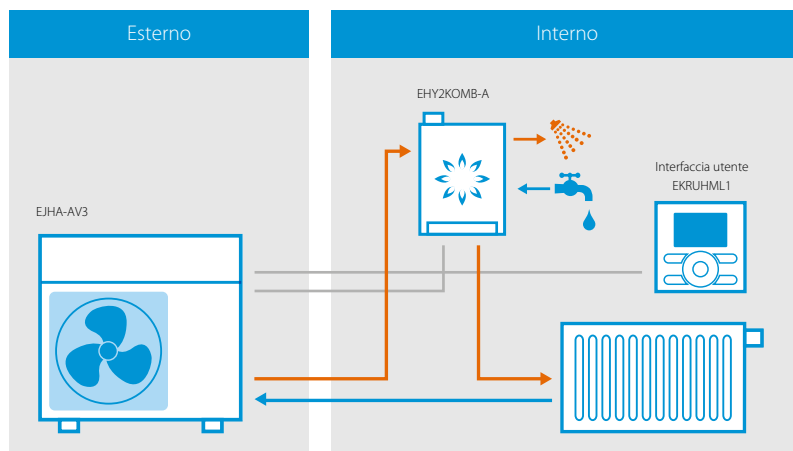 Esterno
Interno
EHY2KOMB-A
Interfaccia utente
EKRUHML1
EJHA-AV3